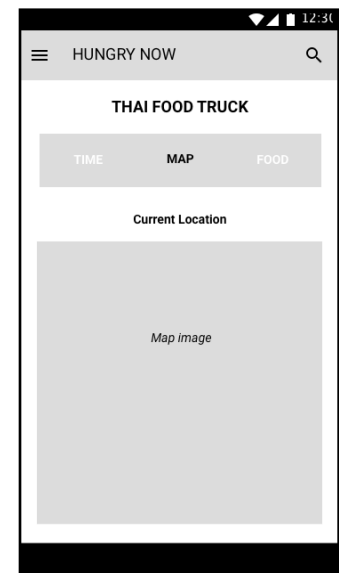 12:30
HUNGRY NOW
THAI FOOD TRUCK
TIME MAP FOOD
Current Location
Map image